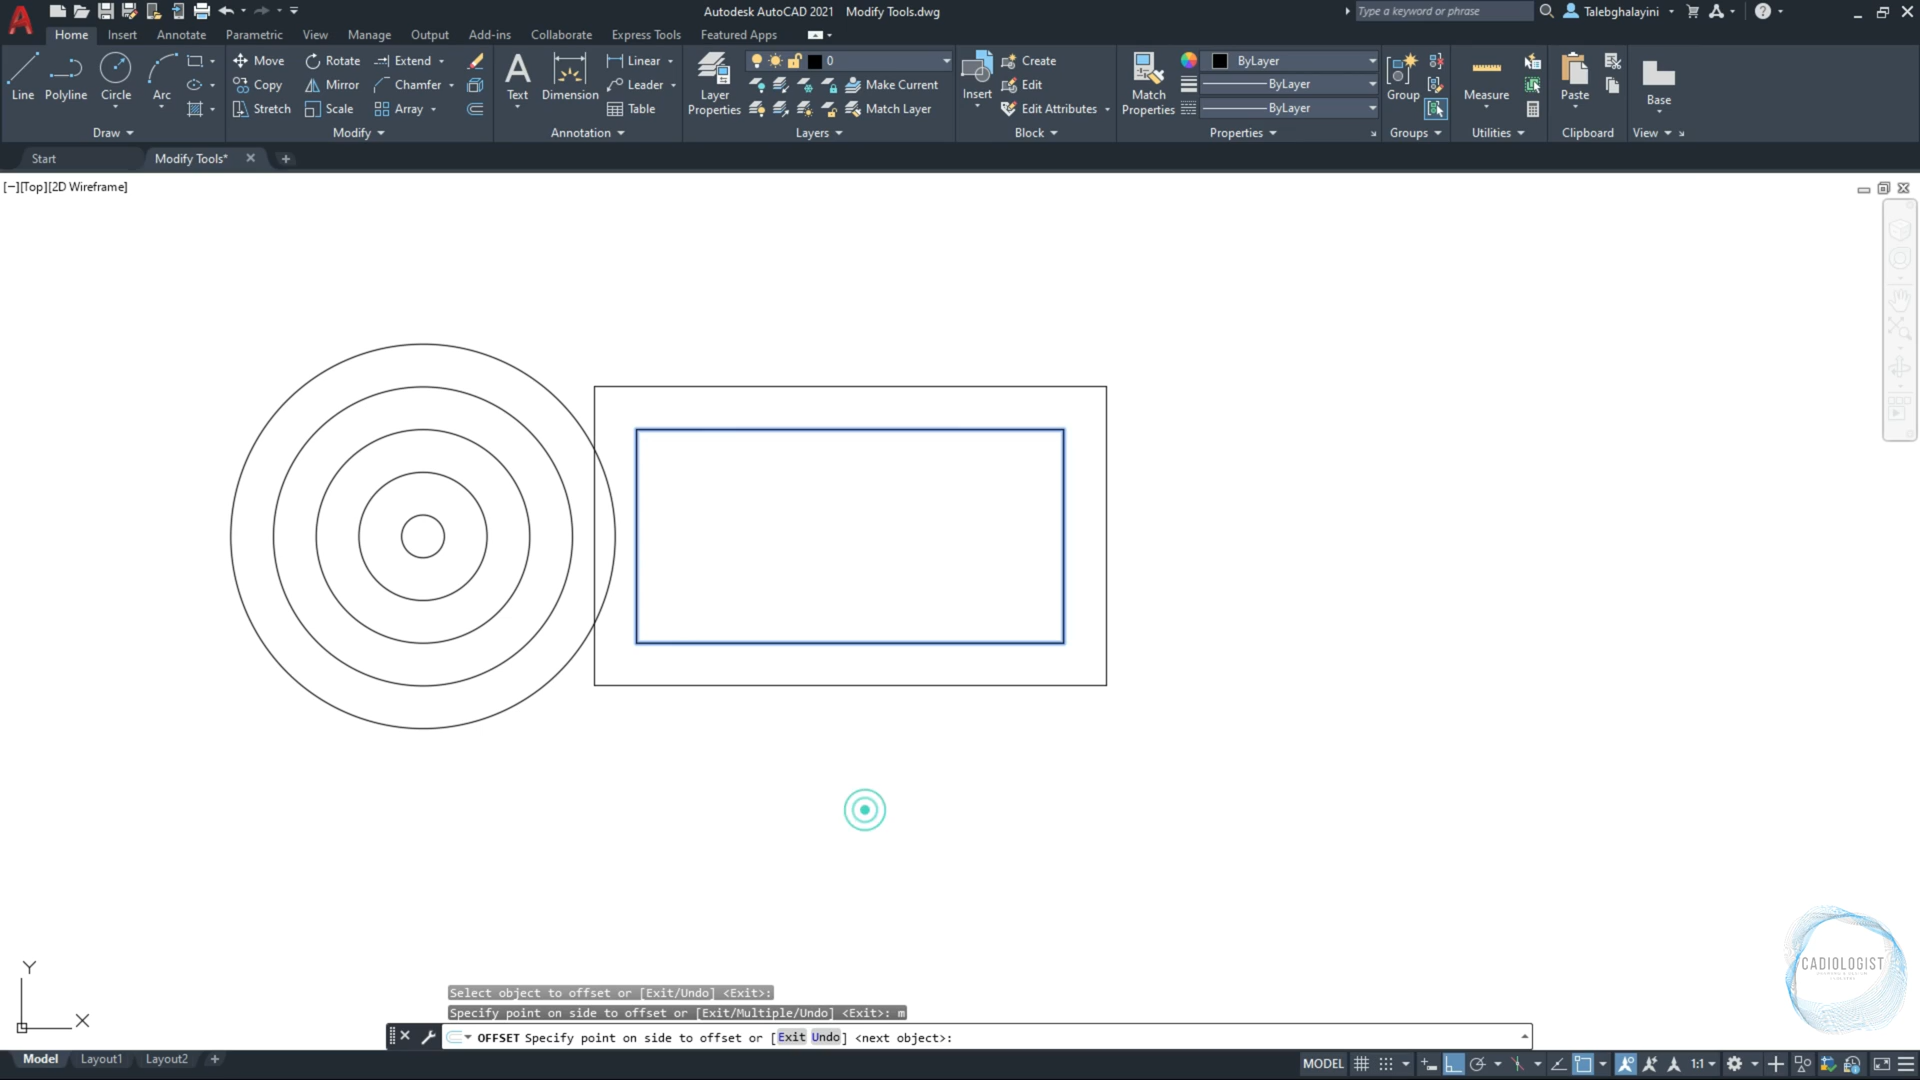 Autodesk AutoCAD 2021 Modify Tools.dwg
Type a keyword or phrase
Talebghalayini
Home Insert Annotate Parametric View Manage Output Add-ins Collaborate Express Tools Featured Apps
Line Polyline Circle Arc
Draw
Move Rotate Extend
Copy Mirror Chamfer
Stretch Scale Array
Modify
Text Dimension
Linear
Leader
Table
Annotation
Layer Properties
0
Make Current
Match Layer
Layers
Insert
Create
Edit
Edit Attributes
Block
Match Properties
ByLayer
ByLayer
ByLayer
Properties
Group
Groups
Measure
Utilities
Paste
Clipboard
Base
View
Start Modify Tools*
[−][Top][2D Wireframe]
Y
X
CADIOLOGIST
Select object to offset or [Exit/Undo] <Exit>:
Specify point on side to offset or [Exit/Multiple/Undo] <Exit>: m
OFFSET Specify point on side to offset or [Exit Undo] <next object>:
Model Layout1 Layout2 +
MODEL 1:1